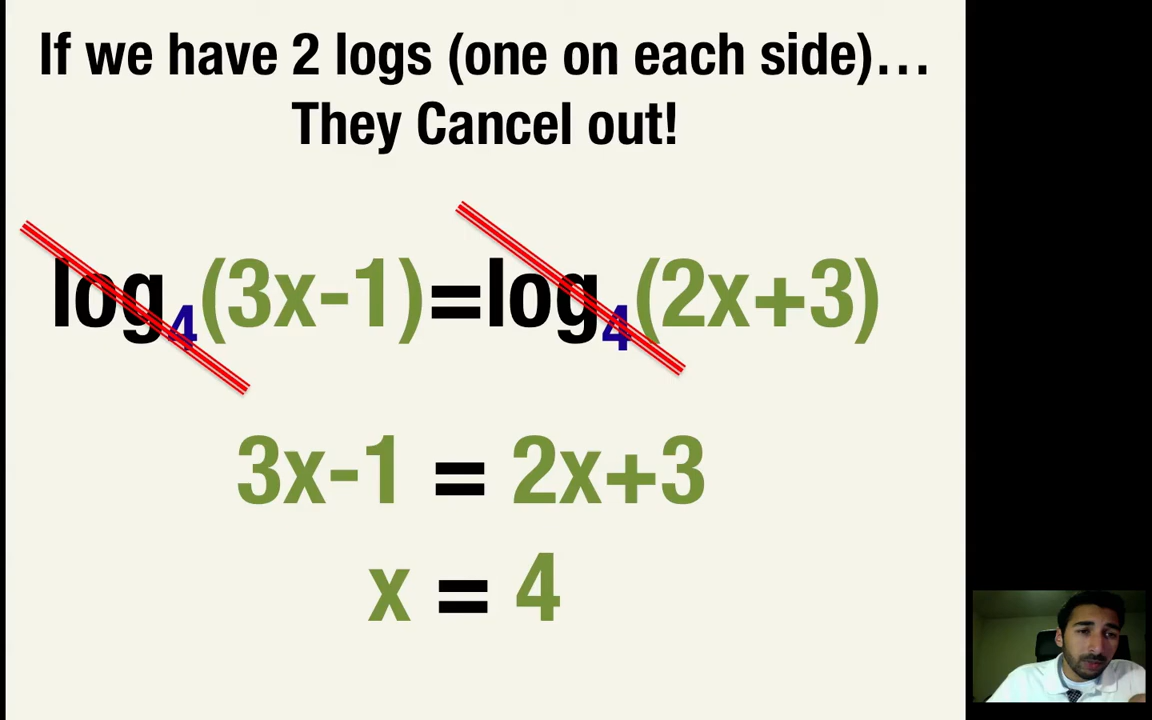 If we have 2 logs (one on each side)…
They Cancel out!
log₄(3x-1)=log₄(2x+3)
3x-1 = 2x+3
x = 4